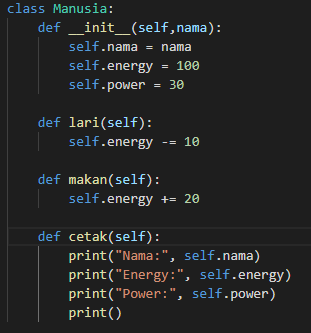 class Manusia:
    def __init__(self,nama):
        self.nama = nama
        self.energy = 100
        self.power = 30

    def lari(self):
        self.energy -= 10

    def makan(self):
        self.energy += 20

    def cetak(self):
        print("Nama:", self.nama)
        print("Energy:", self.energy)
        print("Power:", self.power)
        print()